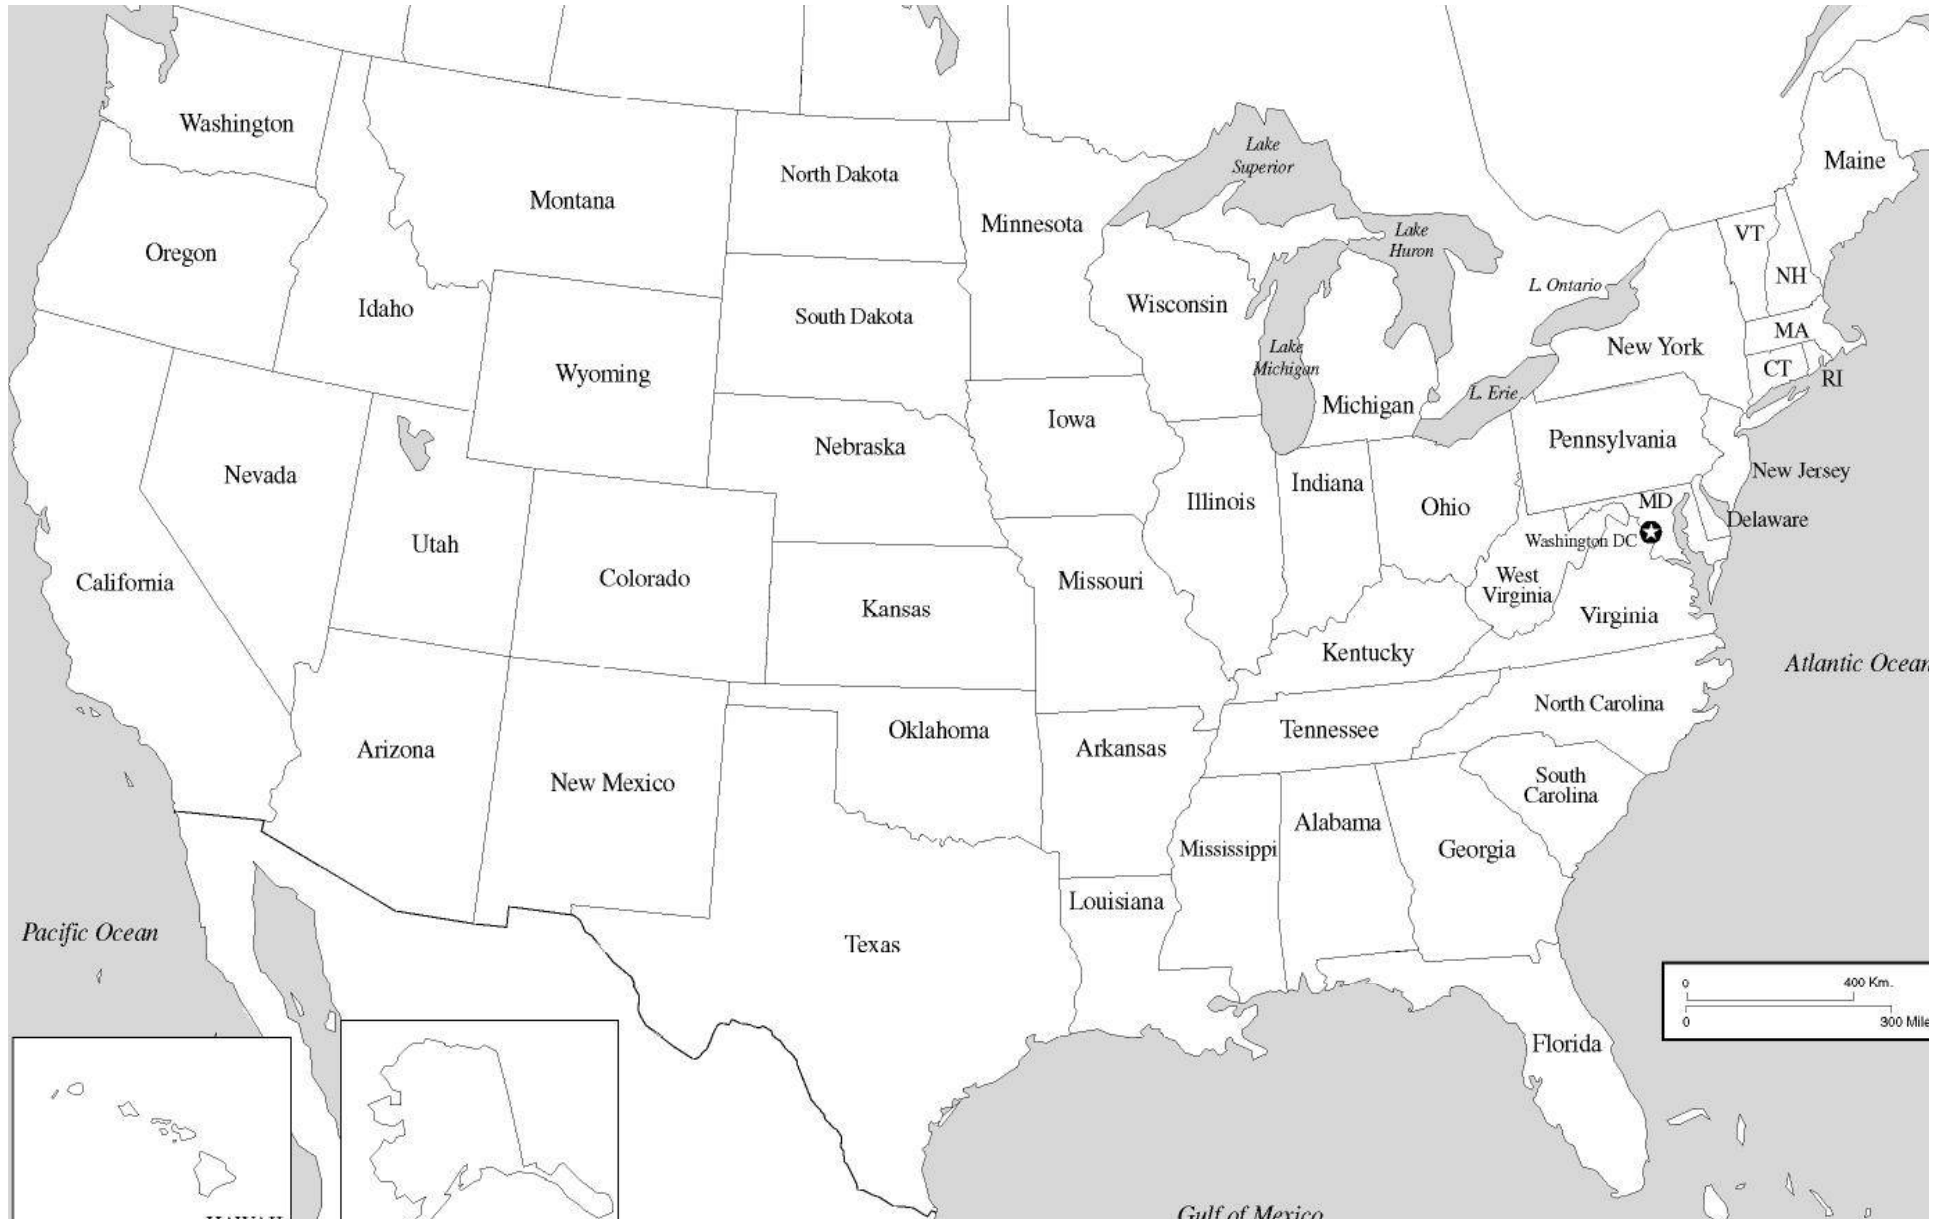 Washington
Oregon
Idaho
Montana
North Dakota
South Dakota
Minnesota
Wisconsin
Wyoming
Nebraska
Iowa
California
Nevada
Utah
Colorado
Kansas
Missouri
Illinois
Indiana
Ohio
Michigan
Lake
Superior
Lake
Huron
Lake
Michigan
L. Erie
L. Ontario
Maine
VT
NH
MA
CT
RI
New York
Pennsylvania
New Jersey
MD
Delaware
Washington DC
West
Virginia
Virginia
Kentucky
Tennessee
North Carolina
South
Carolina
Georgia
Alabama
Mississippi
Arkansas
Louisiana
Oklahoma
Texas
New Mexico
Arizona
Florida
Pacific Ocean
Atlantic Ocean
Gulf of Mexico
0
400 Km.
0
300 Mile
HAWAII